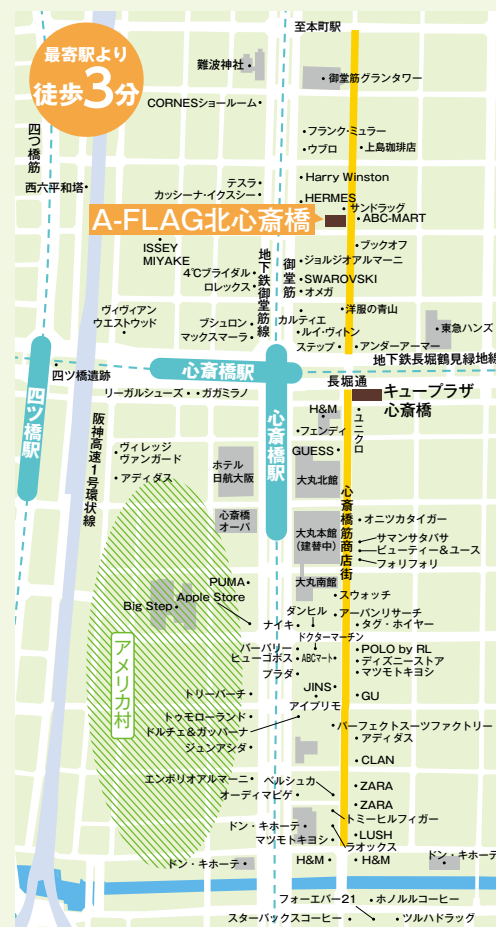 至本町駅
最寄駅より
徒歩3分
難波神社
御堂筋グランタワー
CORNESショールーム
四つ橋筋
フランク・ミュラー
ウブロ
上島珈琲店
西六平和塔
テスラ
カッシーナ・イクスシー
Harry Winston
HERMES
サンドラッグ
ABC-MART
A-FLAG北心斎橋
ISSEY
MIYAKE
ブックオフ
地下鉄御堂筋線
御堂筋
ジョルジオアルマーニ
4℃ブライダル
ロレックス
SWAROVSKI
オメガ
ヴィヴィアン
ウエストウッド
ブシュロン
マックスマーラ
カルティエ
洋服の青山
ルイ・ヴィトン
東急ハンズ
ステップ
アンダーアーマー
地下鉄長堀鶴見緑地線
四ツ橋遺跡
心斎橋駅
長堀通
リーガルシューズ
ガガミラノ
キュープラザ
心斎橋
四ツ橋駅
阪神高速1号環状線
心斎橋駅
H&M
ユニクロ
フェンディ
GUESS
ヴィレッジ
ヴァンガード
アディダス
ホテル
日航大阪
大丸北館
心斎橋筋商店街
心斎橋
オーパ
大丸本館
(建替中)
オニツカタイガー
サマンサタバサ
ビューティー&ユース
フォリフォリ
大丸南館
PUMA
Apple Store
スウォッチ
Big Step
ダンヒル
アーバンリサーチ
ナイキ
タグ・ホイヤー
ドクターマーチン
アメリカ村
バーバリー
ヒューゴボス
ABCマート
POLO by RL
ディズニーストア
マツモトキヨシ
プラダ
JINS
GU
トリーバーチ
アイブリモ
トゥモローランド
ドルチェ&ガッバーナ
ジュンアシダ
パーフェクトスーツファクトリー
アディダス
CLAN
エンポリオアルマーニ
ベルシュカ
オーディマピゲ
ZARA
ZARA
トミーヒルフィガー
ドン・キホーテ
マツモトキヨシ
LUSH
ラオックス
ドン・キホーテ
H&M
H&M
ドン・キホーテ
フォーエバー21
ホノルルコーヒー
スターバックスコーヒー
ツルハドラッグ